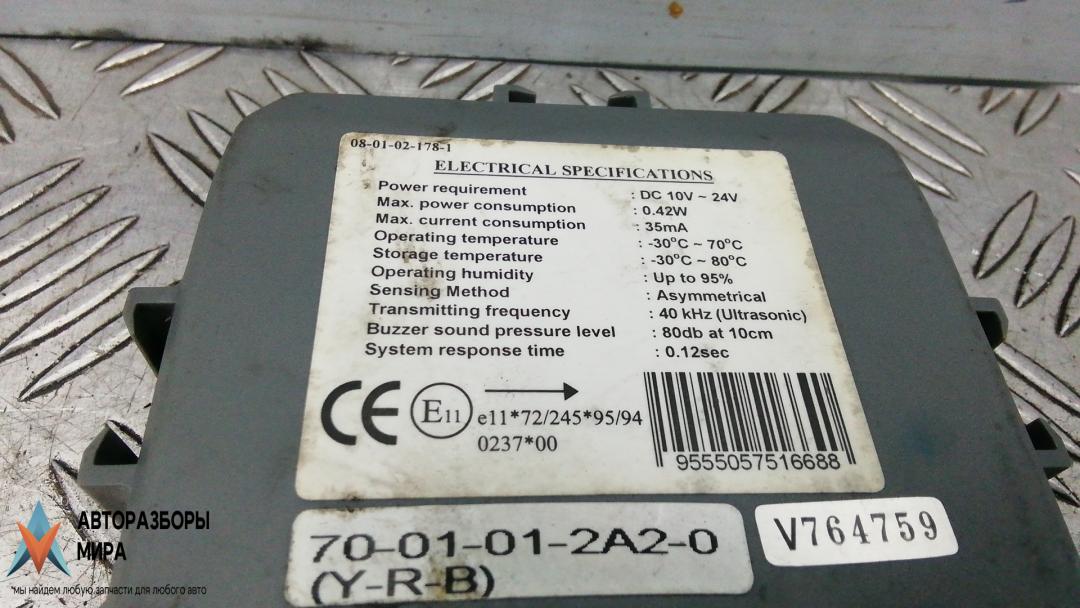 08-01-02-178-1
ELECTRICAL SPECIFICATIONS
Power requirement : DC 10V ~ 24V
Max. power consumption : 0.42W
Max. current consumption : 35mA
Operating temperature : -30°C ~ 70°C
Storage temperature : -30°C ~ 80°C
Operating humidity : Up to 95%
Sensing Method : Asymmetrical
Transmitting frequency : 40 kHz (Ultrasonic)
Buzzer sound pressure level : 80db at 10cm
System response time : 0.12sec
CE E11 e11*72/245*95/94
0237*00
9555057516688
70-01-01-2A2-0
(Y-R-B)
V764759
АВТОРАЗБОРЫ
МИРА
*мы найдем любую запчасти для любого авто